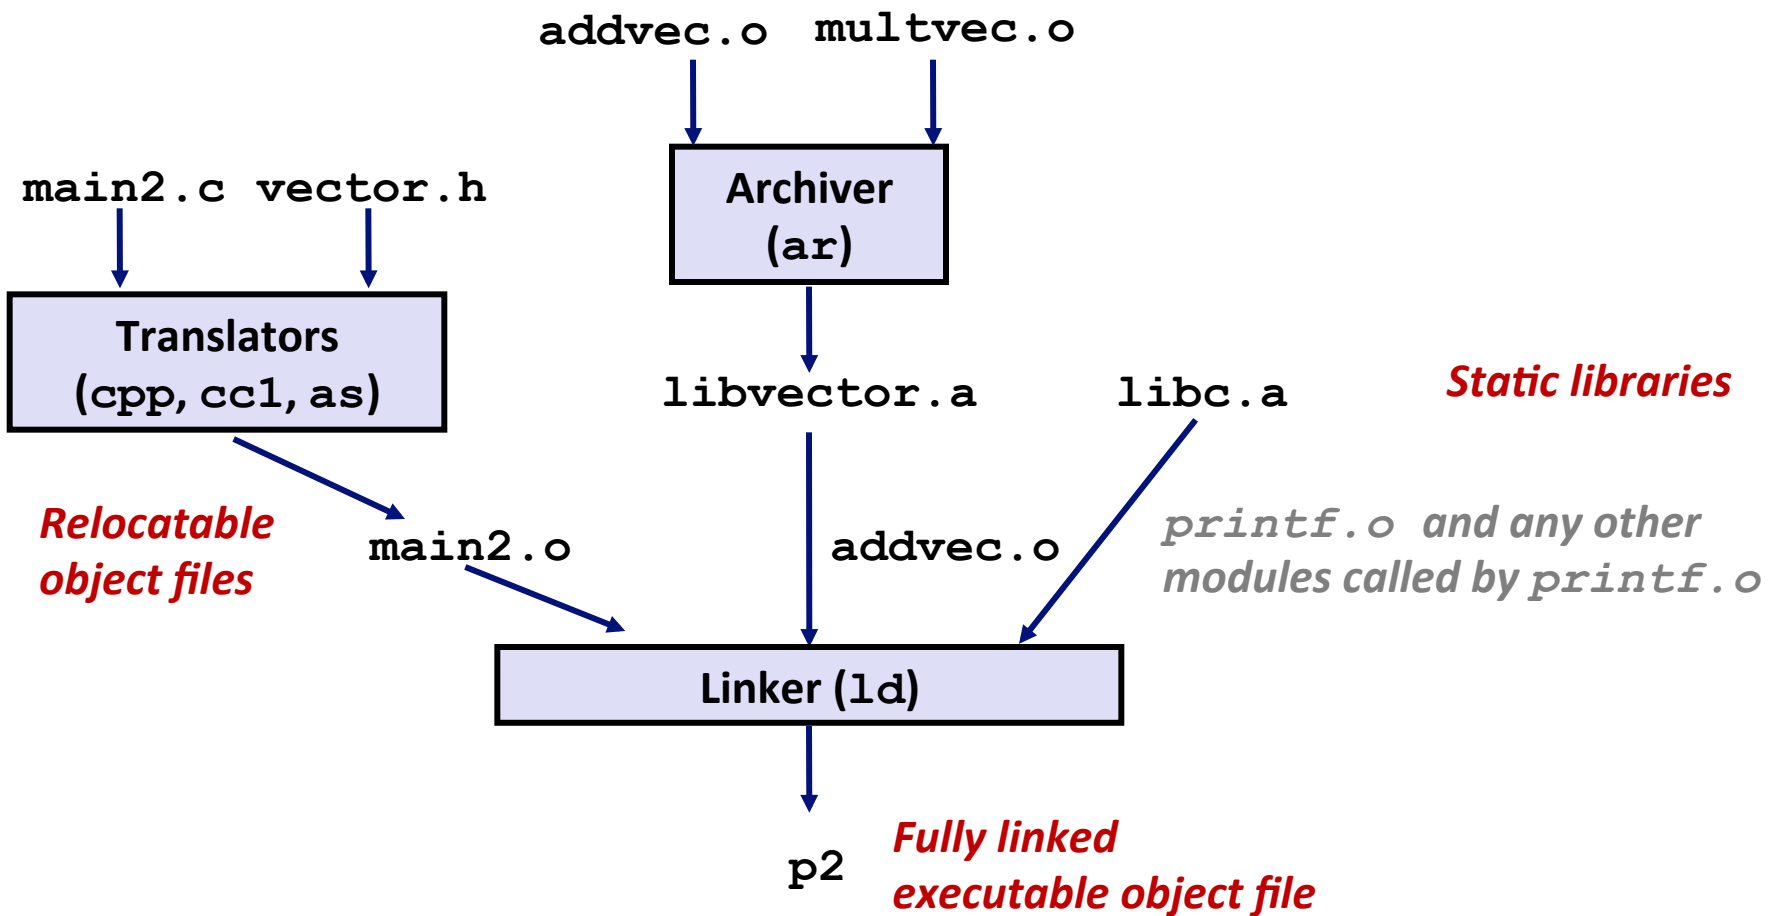 addvec.o multvec.o
main2.c vector.h
Archiver
(ar)
Translators
(cpp, cc1, as)
libvector.a
libc.a
Static libraries
Relocatable
object files
main2.o
addvec.o
printf.o and any other
modules called by printf.o
Linker (ld)
p2
Fully linked
executable object file